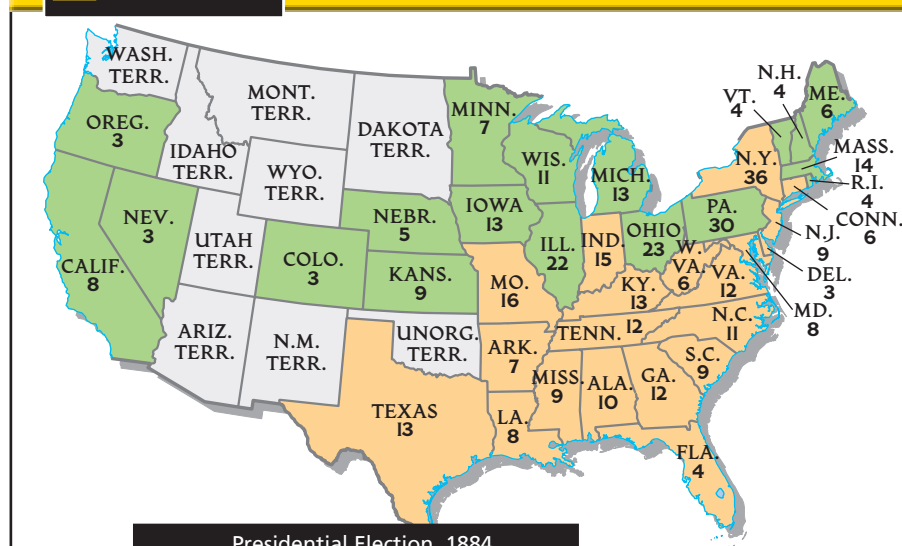 WASH.
TERR.
OREG.
3
IDAHO
TERR.
MONT.
TERR.
WYO.
TERR.
DAKOTA
TERR.
MINN.
7
WIS.
11
MICH.
13
IOWA
13
NEBR.
5
NEV.
3
CALIF.
8
UTAH
TERR.
COLO.
3
KANS.
9
ILL.
22
IND.
15
OHIO
23
PA.
30
N.Y.
36
VT.
4
N.H.
4
ME.
6
MASS.
14
R.I.
4
CONN.
6
N.J.
9
DEL.
3
MD.
8
W.
VA.
6
VA.
12
KY.
13
MO.
16
ARIZ.
TERR.
N.M.
TERR.
UNORG.
TERR.
ARK.
7
TENN. 12
N.C.
11
S.C.
9
GA.
12
ALA.
10
MISS.
9
LA.
8
TEXAS
13
FLA.
4
Presidential Election, 1884